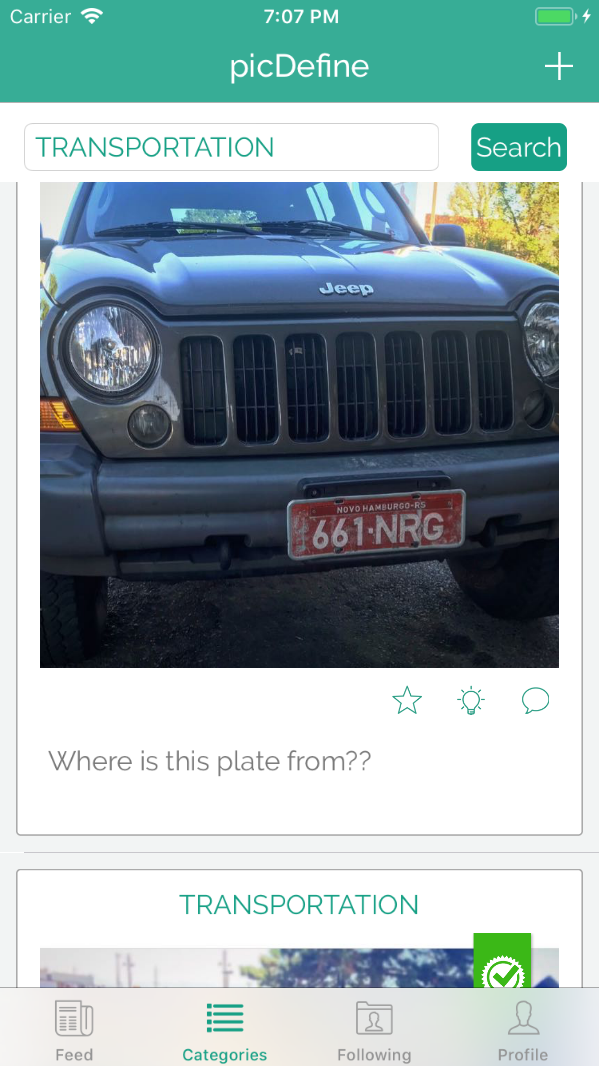 Carrier 7:07 PM
picDefine
TRANSPORTATION
Search
Jeep
NOVO HAMBURGO-RS
661·NRG
Where is this plate from??
TRANSPORTATION
Feed
Categories
Following
Profile